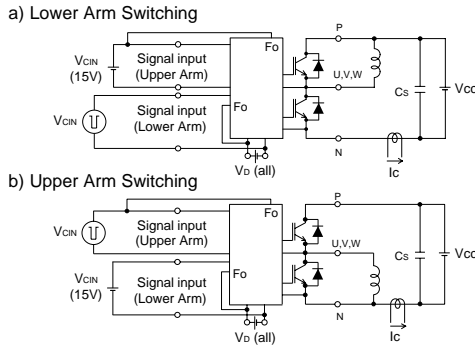 a) Lower Arm Switching
P
Fo
VCIN
(15V)
Signal input
(Upper Arm)
U,V,W
CS
VCC
Fo
VCIN
Signal input
(Lower Arm)
N
VD (all)
Ic
b) Upper Arm Switching
P
Fo
VCIN
Signal input
(Upper Arm)
U,V,W
CS
VCC
Fo
VCIN
(15V)
Signal input
(Lower Arm)
N
VD (all)
Ic